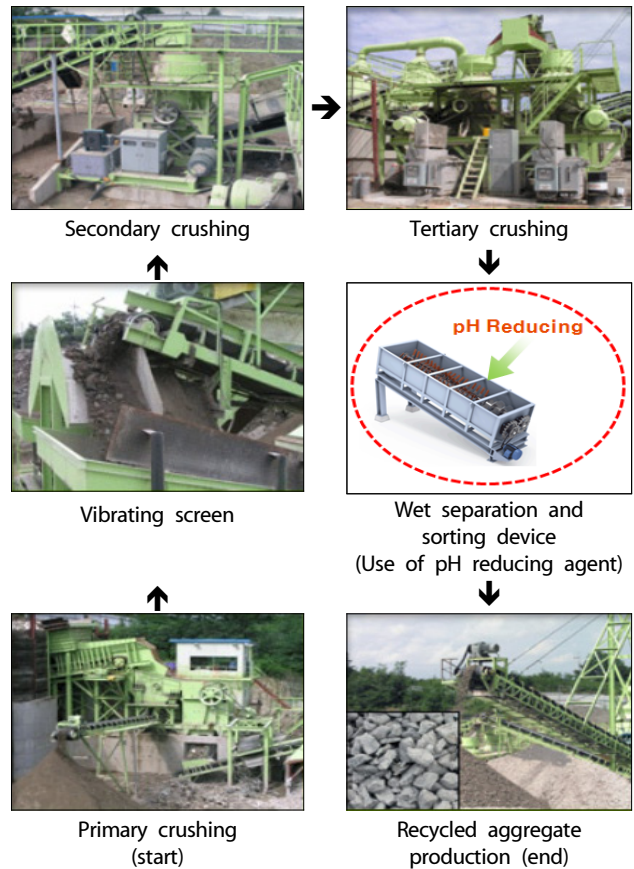 Secondary crushing
Tertiary crushing
pH Reducing
Vibrating screen
Wet separation and
sorting device
(Use of pH reducing agent)
Primary crushing
(start)
Recycled aggregate
production (end)